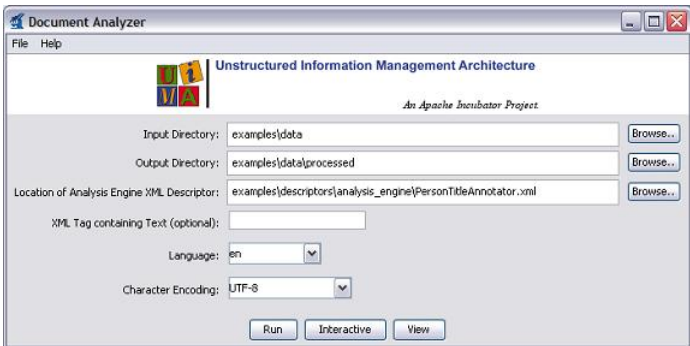 Document Analyzer
File Help
UiMA Unstructured Information Management Architecture
An Apache Incubator Project.
Input Directory: examples\data Browse..
Output Directory: examples\data\processed Browse..
Location of Analysis Engine XML Descriptor: examples\descriptors\analysis_engine\PersonTitleAnnotator.xml Browse..
XML Tag containing Text (optional):
Language: en
Character Encoding: UTF-8
Run Interactive View